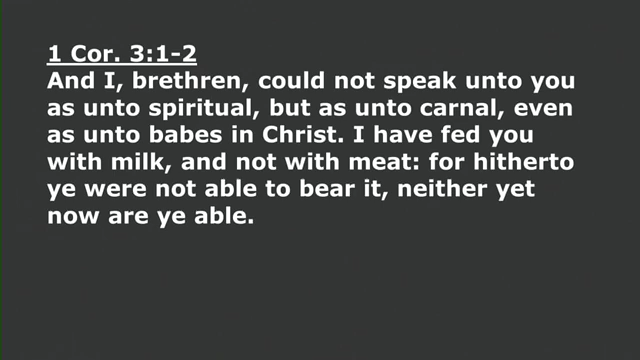 1 Cor. 3:1-2
And I, brethren, could not speak unto you
as unto spiritual, but as unto carnal, even
as unto babes in Christ. I have fed you
with milk, and not with meat: for hitherto
ye were not able to bear it, neither yet
now are ye able.